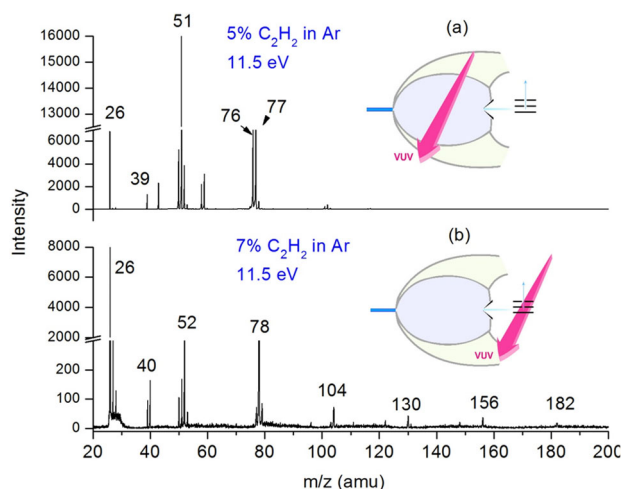 51
5% C₂H₂ in Ar
(a)
16000
15000
14000
13000
11.5 eV
26
76
77
6000
4000
2000
0
39
VUV
Intensity
8000
6000
4000
2000
200
100
0
7% C₂H₂ in Ar
(b)
26
11.5 eV
52
78
40
104
130
156
182
VUV
20 40 60 80 100 120 140 160 180 200
m/z (amu)